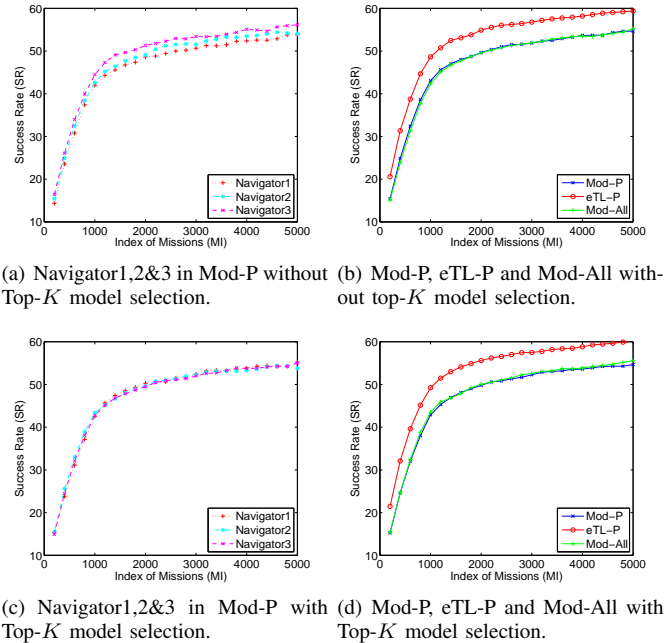 60
50
40
30
20
10
Success Rate (SR)
1000 2000 3000 4000 5000
Index of Missions (MI)
Navigator1
Navigator2
Navigator3
60
50
40
30
20
10
Success Rate (SR)
0 1000 2000 3000 4000 5000
Index of Missions (MI)
Mod−P
eTL−P
Mod−All
(a) Navigator1,2&3 in Mod-P without
Top-K model selection.
(b) Mod-P, eTL-P and Mod-All with-
out top-K model selection.
60
50
40
30
20
10
Success Rate (SR)
0 1000 2000 3000 4000 5000
Index of Missions (MI)
Navigator1
Navigator2
Navigator3
60
50
40
30
20
10
Success Rate (SR)
0 1000 2000 3000 4000 5000
Index of Missions (MI)
Mod−P
eTL−P
Mod−All
(c) Navigator1,2&3 in Mod-P with
Top-K model selection.
(d) Mod-P, eTL-P and Mod-All with
Top-K model selection.